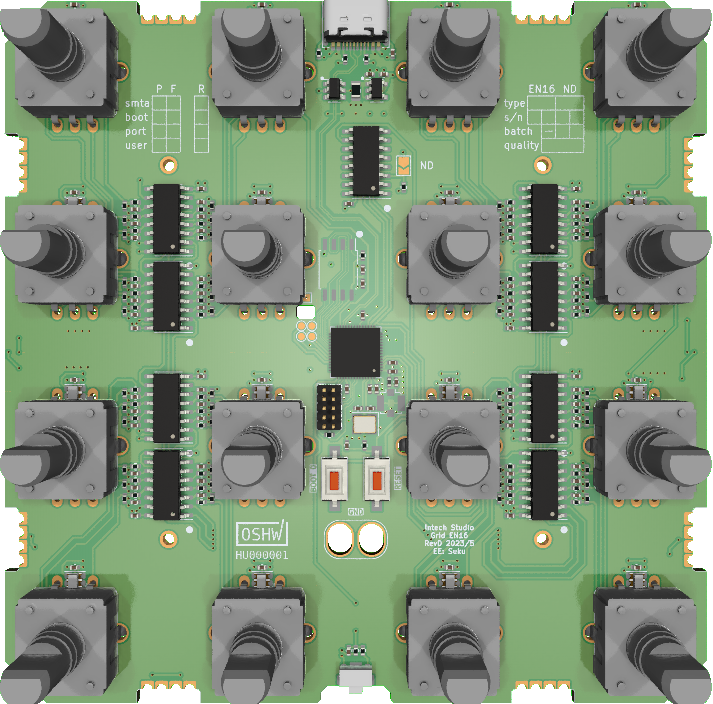 P F R
smta
boot
port
user
EN16 ND
type
s/n
batch
quality
ND
GND
OSHW
HU000001
Intech Studio
Grid EN16
RevD 2023/5
EE: Seku